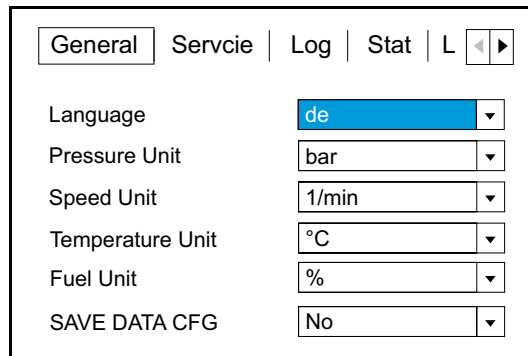 General Servcie Log Stat L
Language de
Pressure Unit bar
Speed Unit 1/min
Temperature Unit °C
Fuel Unit %
SAVE DATA CFG No